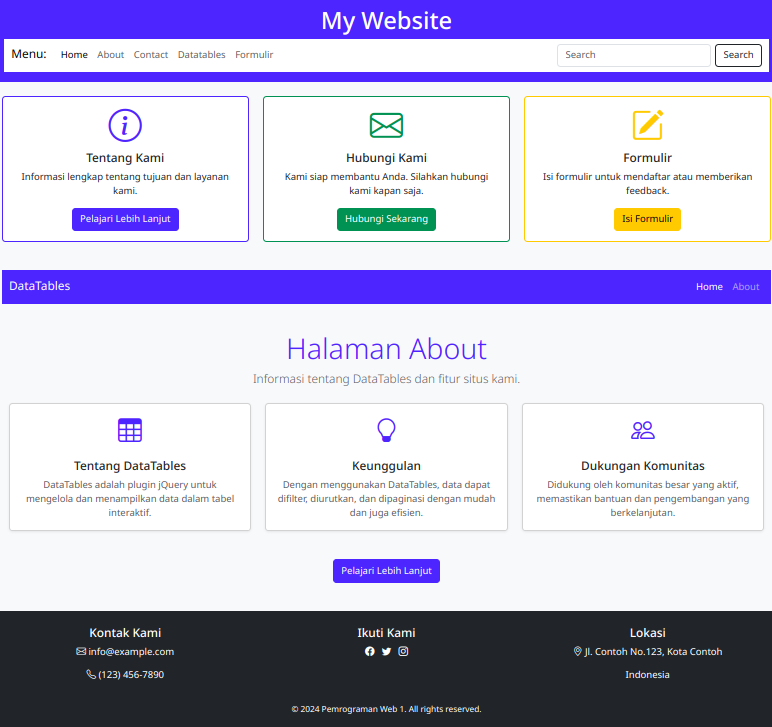 My Website
Menu: Home About Contact Datatables Formulir Search Search
Tentang Kami
Informasi lengkap tentang tujuan dan layanan
kami.
Pelajari Lebih Lanjut
Hubungi Kami
Kami siap membantu Anda. Silahkan hubungi
kami kapan saja.
Hubungi Sekarang
Formulir
Isi formulir untuk mendaftar atau memberikan
feedback.
Isi Formulir
DataTables Home About
Halaman About
Informasi tentang DataTables dan fitur situs kami.
Tentang DataTables
DataTables adalah plugin jQuery untuk
mengelola dan menampilkan data dalam tabel
interaktif.
Keunggulan
Dengan menggunakan DataTables, data dapat
difilter, diurutkan, dan dipaginasi dengan mudah
dan juga efisien.
Dukungan Komunitas
Didukung oleh komunitas besar yang aktif,
memastikan bantuan dan pengembangan yang
berkelanjutan.
Pelajari Lebih Lanjut
Kontak Kami
info@example.com
(123) 456-7890
Ikuti Kami
Lokasi
Jl. Contoh No.123, Kota Contoh
Indonesia
© 2024 Pemrograman Web 1. All rights reserved.